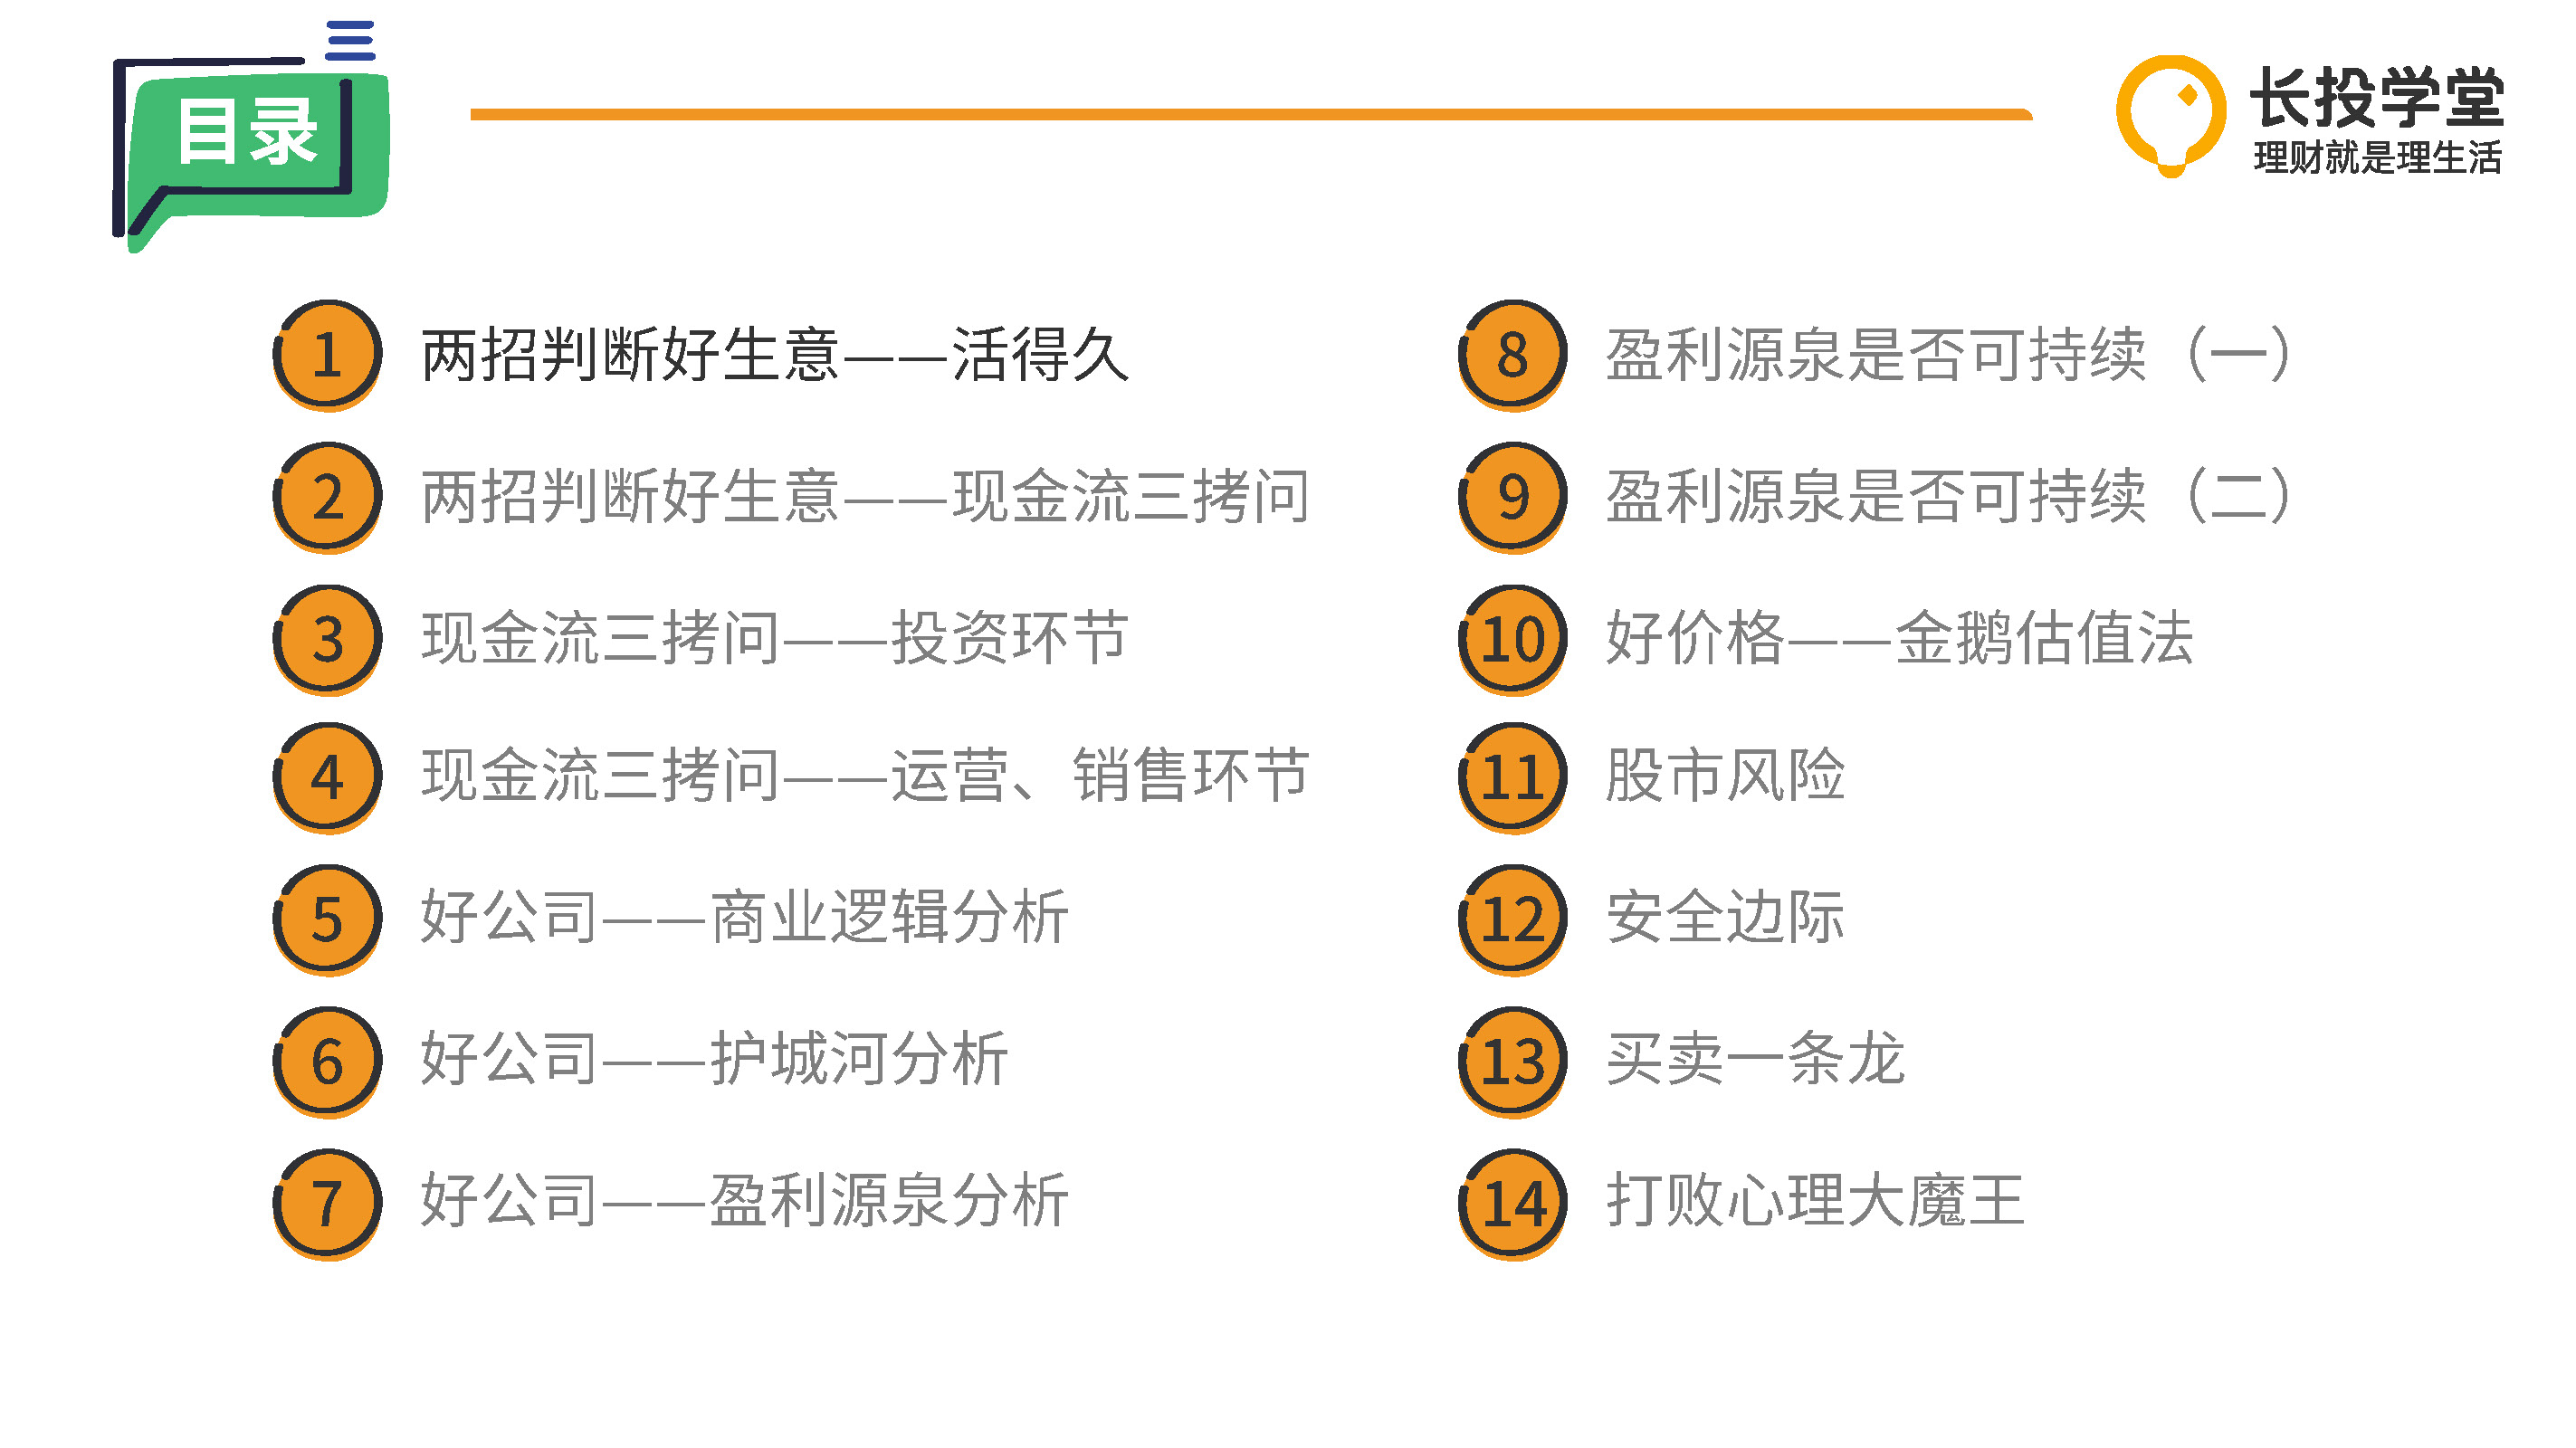 目录
长投学堂
理财就是理生活
1 两招判断好生意——活得久
2 两招判断好生意——现金流三拷问
3 现金流三拷问——投资环节
4 现金流三拷问——运营、销售环节
5 好公司——商业逻辑分析
6 好公司——护城河分析
7 好公司——盈利源泉分析
8 盈利源泉是否可持续（一）
9 盈利源泉是否可持续（二）
10 好价格——金鹅估值法
11 股市风险
12 安全边际
13 买卖一条龙
14 打败心理大魔王